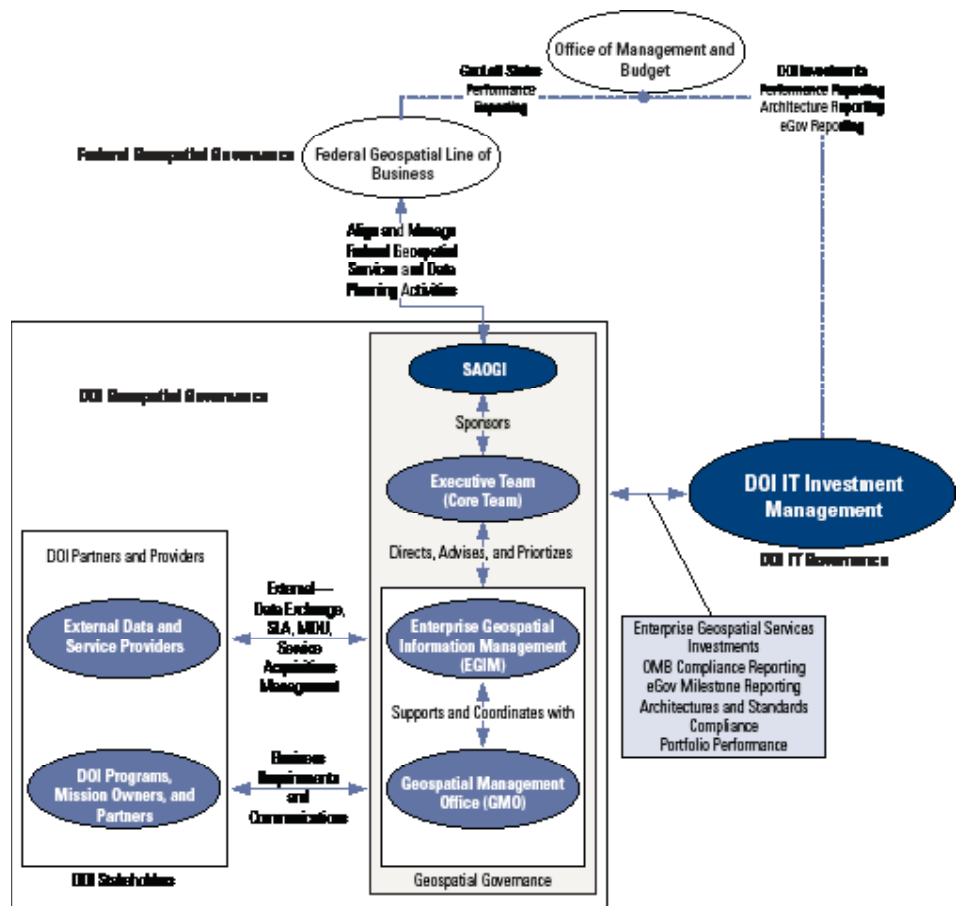 Office of Management and
Budget
GeoLoB Status
Performance
Reporting
DOI Investments
Performance Reporting
Architecture Reporting
eGov Reporting
Federal Geospatial Governance
Federal Geospatial Line of
Business
Align and Manage
Federal Geospatial
Services and Data
Planning Activities
SAOGI
DOI Geospatial Governance
Sponsors
Executive Team
(Core Team)
DOI IT Investment
Management
DOI IT Governance
Directs, Advises, and Prioritizes
DOI Partners and Providers
External Data and
Service Providers
External—
Data Exchange,
SLA, MOU,
Service
Acquisitions
Management
Enterprise Geospatial
Information Management
(EGIM)
Enterprise Geospatial Services
Investments
OMB Compliance Reporting
eGov Milestone Reporting
Architectures and Standards
Compliance
Portfolio Performance
Supports and Coordinates with
DOI Programs,
Mission Owners, and
Partners
Business
Requirements
and
Communications
Geospatial Management
Office (GMO)
DOI Stakeholders
Geospatial Governance